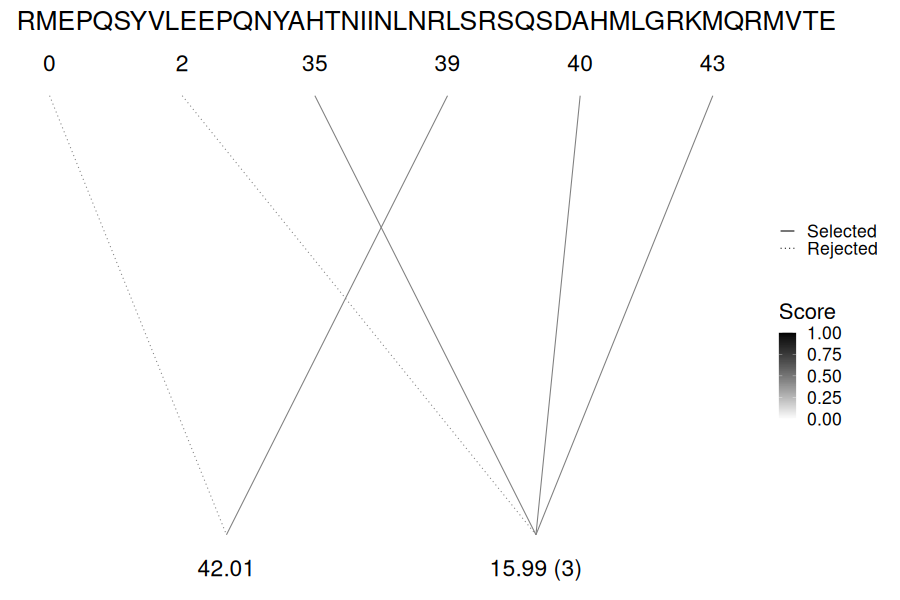 RMEPQSYVLEEPQNYAHTNIINLNRLSRSQSDAHMLGRKMQRMVTE
0 2 35 39 40 43
Selected
Rejected
Score
1.00
0.75
0.50
0.25
0.00
42.01 15.99 (3)